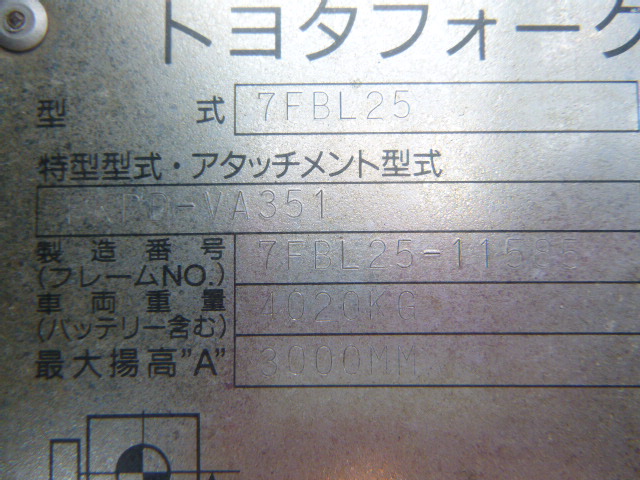 トヨタフォーク
型式 7FBL25
特型型式・アタッチメント型式
-VA351
製造番号 7FBL25-11595
(フレームNO.)
車両重量 4020KG
(バッテリー含む)
最大揚高"A" 3000MM